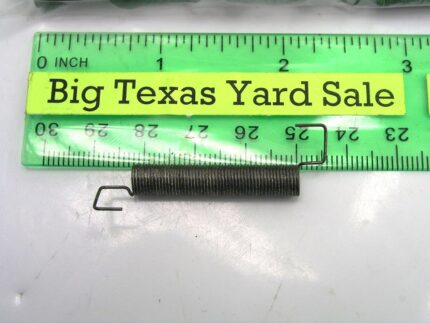 0 INCH 1 2 3
Big Texas Yard Sale
30 29 28 27 26 25 24 23